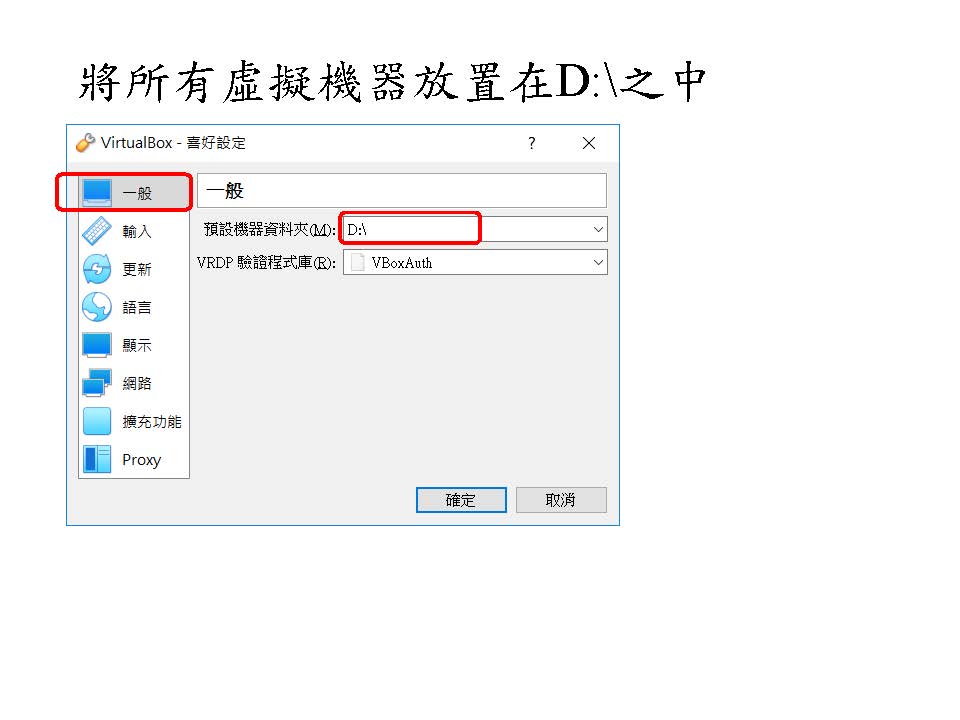 將所有虛擬機器放置在D:\之中
VirtualBox - 喜好設定
?
一般
輸入
更新
語言
顯示
網路
擴充功能
Proxy
一般
預設機器資料夾(M): D:\
VRDP 驗證程式庫(R): VBoxAuth
確定
取消